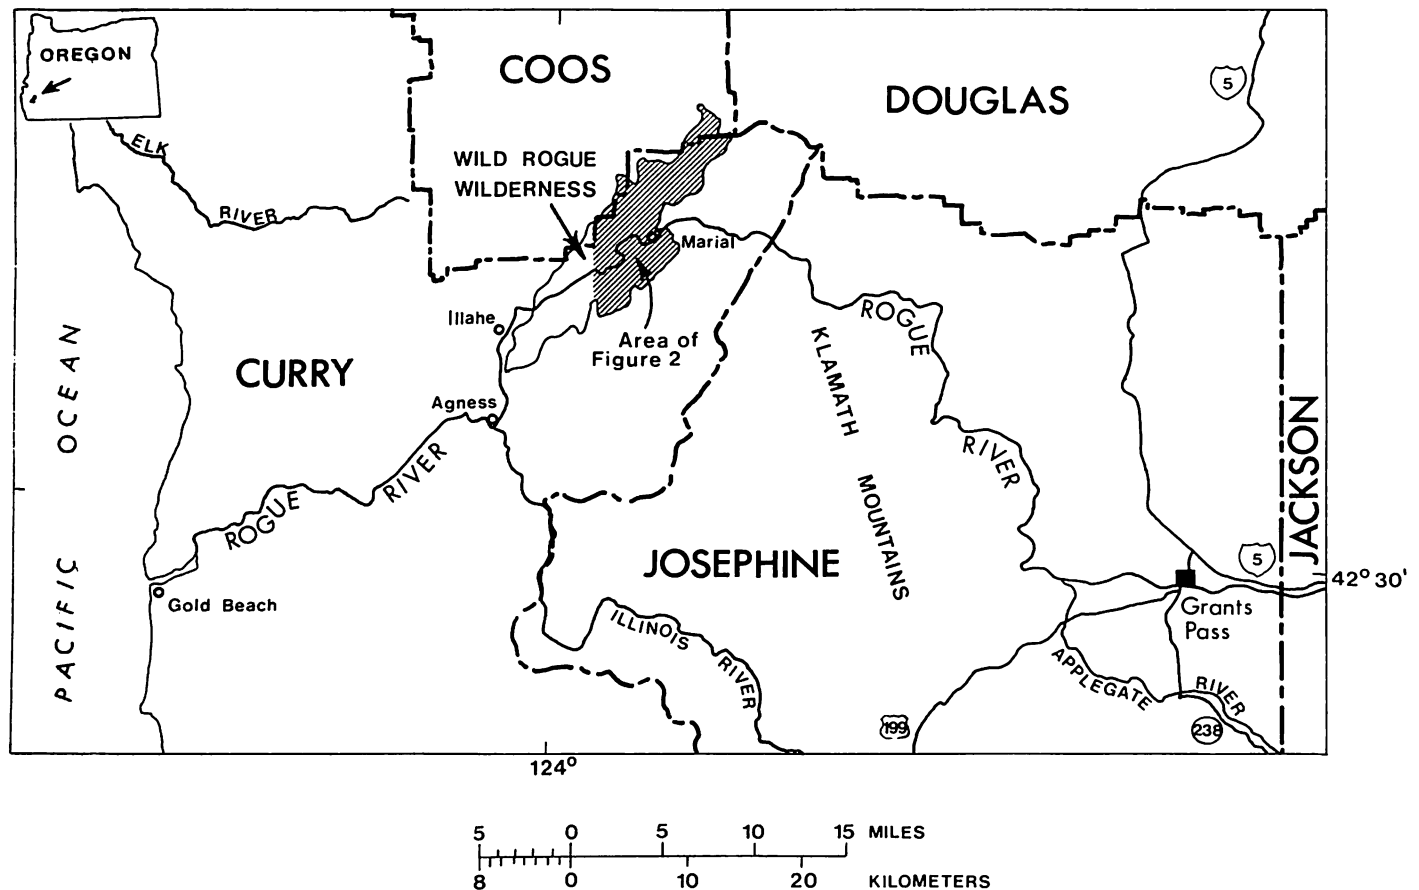 OREGON
COOS
DOUGLAS
5
ELK
RIVER
WILD ROGUE
WILDERNESS
Marial
Illahe
ROGUE
RIVER
Area of
Figure 2
CURRY
Agness
KLAMATH
MOUNTAINS
ROGUE
RIVER
PACIFIC OCEAN
JACKSON
JOSEPHINE
5
42° 30'
Gold Beach
Grants
Pass
ILLINOIS
RIVER
APPLEGATE
RIVER
199
238
124°
5 0 5 10 15 MILES
8 0 10 20 KILOMETERS